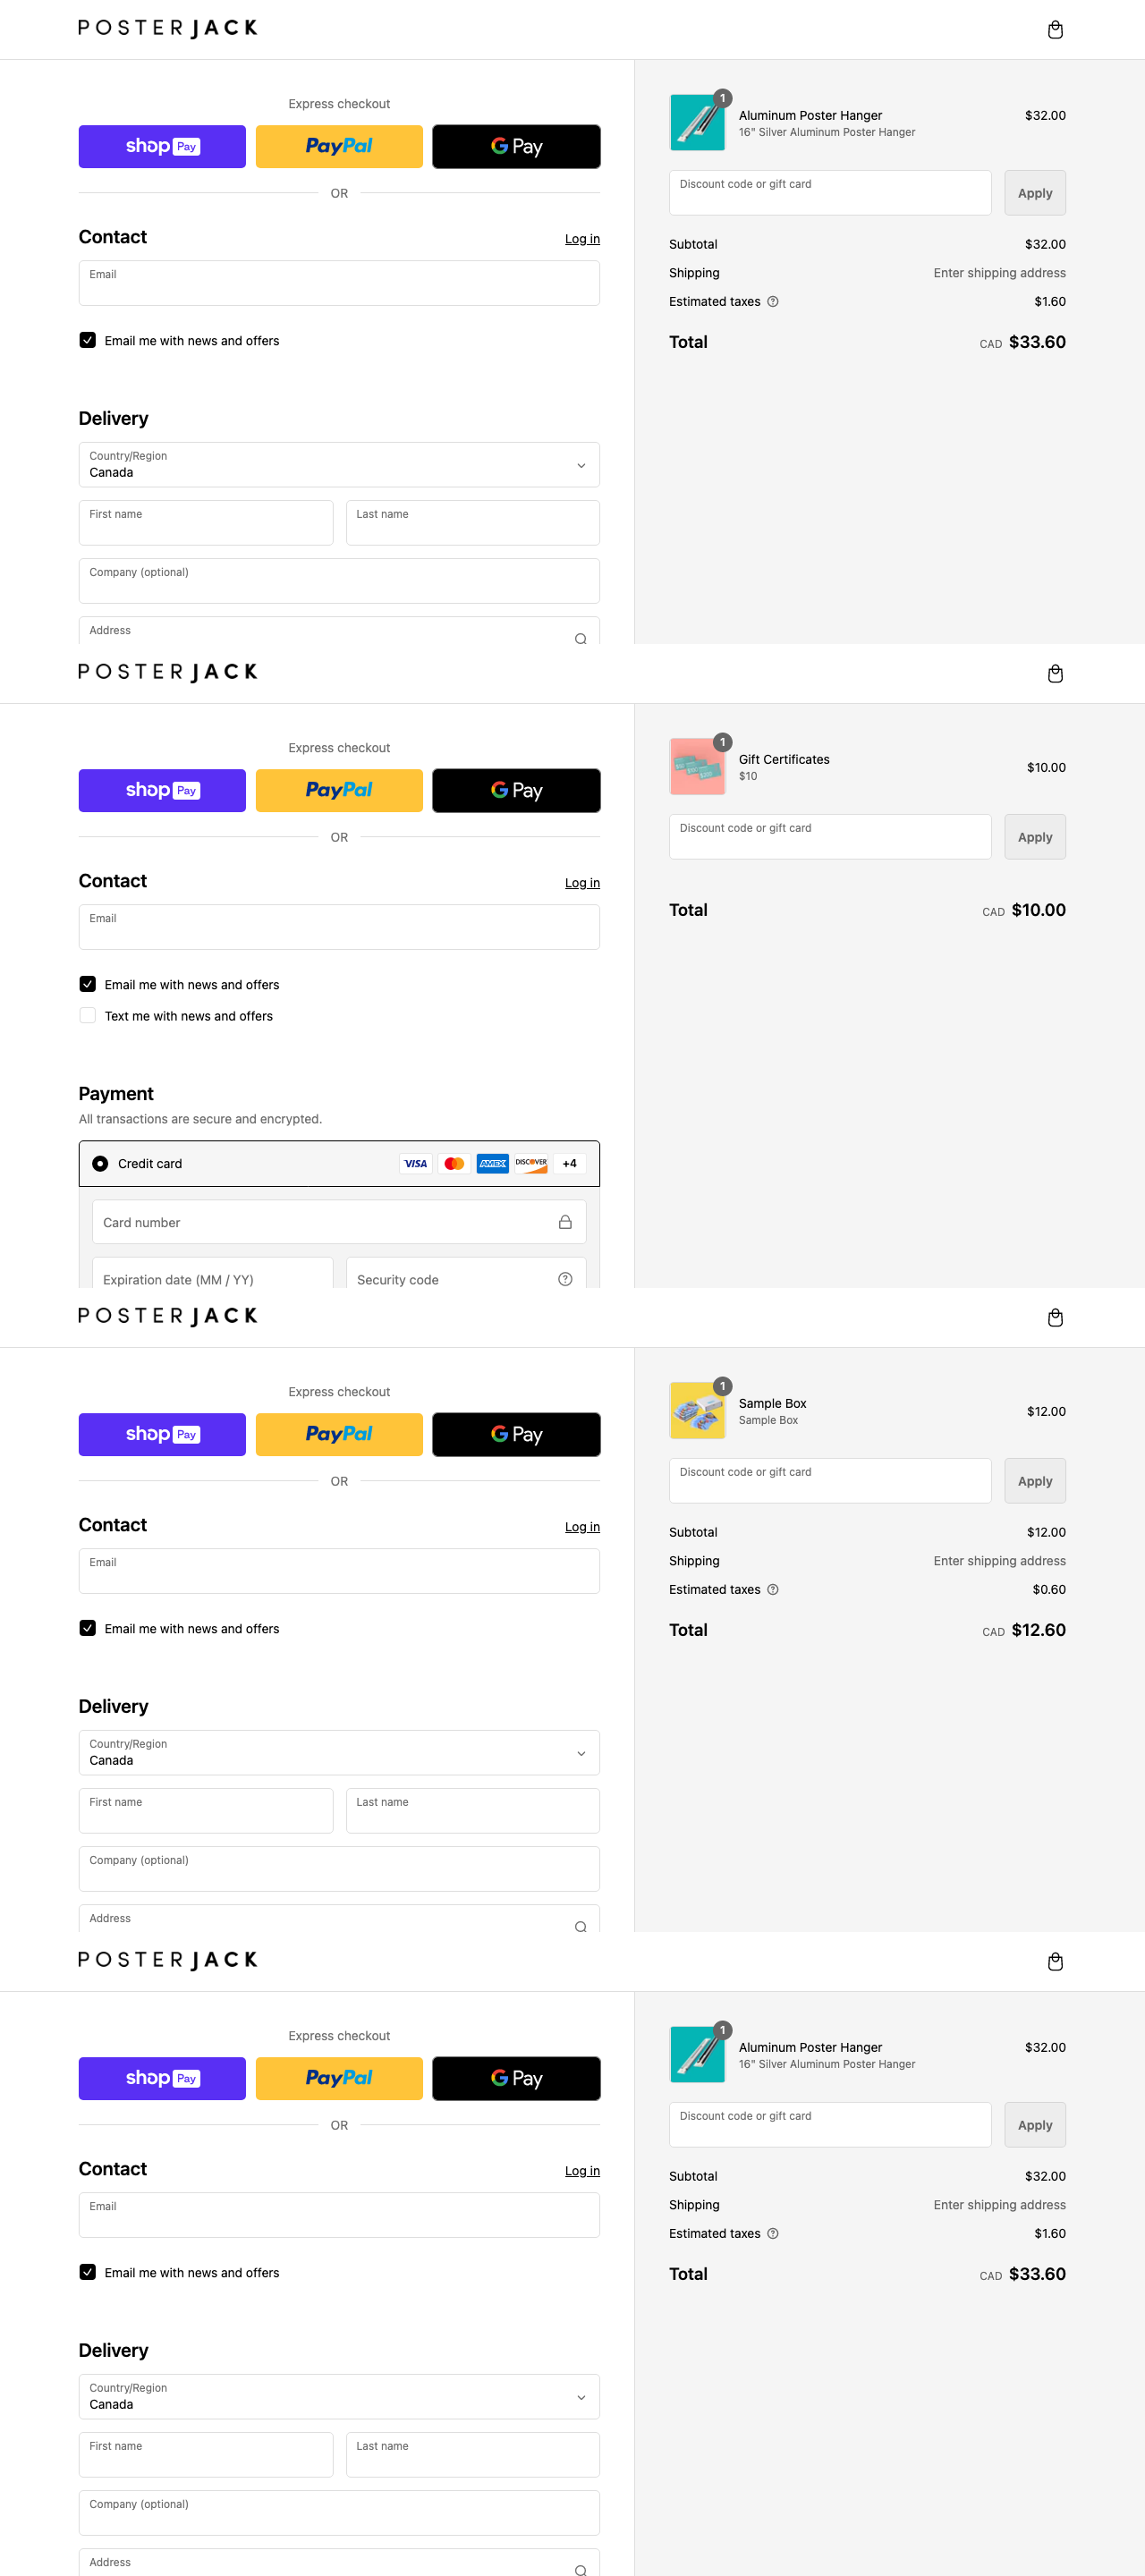 POSTERJACK
Express checkout
shop Pay
PayPal
G Pay
OR
Contact
Log in
Email
Email me with news and offers
Delivery
Country/Region
Canada
First name
Last name
Company (optional)
Address
1
Aluminum Poster Hanger
$32.00
16" Silver Aluminum Poster Hanger
Discount code or gift card
Apply
Subtotal
$32.00
Shipping
Enter shipping address
Estimated taxes
$1.60
Total
CAD $33.60
POSTERJACK
Express checkout
shop Pay
PayPal
G Pay
OR
Contact
Log in
Email
Email me with news and offers
Text me with news and offers
Payment
All transactions are secure and encrypted.
Credit card
VISA
AMEX
DISCOVER
+4
Card number
Expiration date (MM / YY)
Security code
1
Gift Certificates
$10.00
$10
Discount code or gift card
Apply
Total
CAD $10.00
POSTERJACK
Express checkout
shop Pay
PayPal
G Pay
OR
Contact
Log in
Email
Email me with news and offers
Delivery
Country/Region
Canada
First name
Last name
Company (optional)
Address
1
Sample Box
$12.00
Sample Box
Discount code or gift card
Apply
Subtotal
$12.00
Shipping
Enter shipping address
Estimated taxes
$0.60
Total
CAD $12.60
POSTERJACK
Express checkout
shop Pay
PayPal
G Pay
OR
Contact
Log in
Email
Email me with news and offers
Delivery
Country/Region
Canada
First name
Last name
Company (optional)
Address
1
Aluminum Poster Hanger
$32.00
16" Silver Aluminum Poster Hanger
Discount code or gift card
Apply
Subtotal
$32.00
Shipping
Enter shipping address
Estimated taxes
$1.60
Total
CAD $33.60